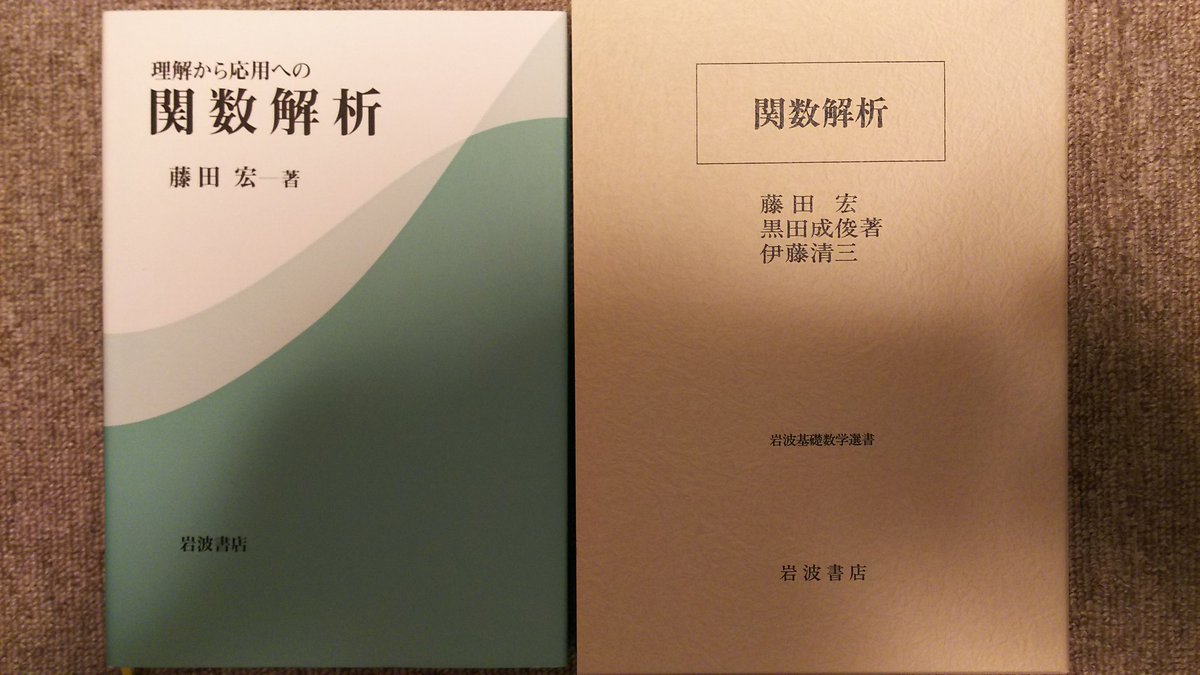 理解から応用への
関数解析
藤田 宏―著
岩波書店
関数解析
藤田 宏
黒田成俊著
伊藤清三
岩波基礎数学選書
岩波書店